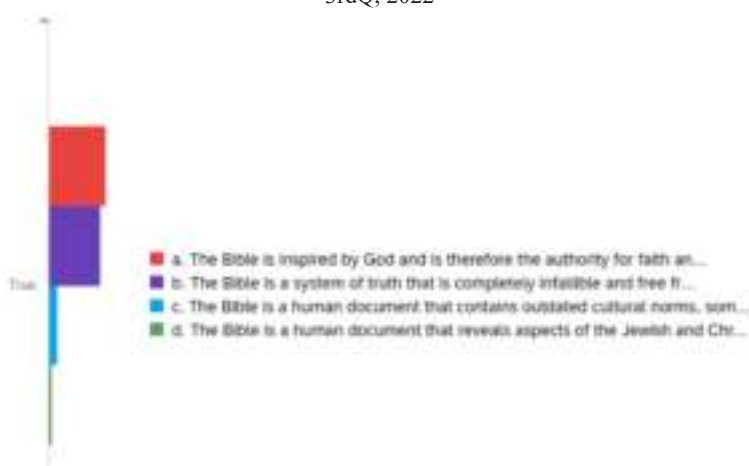 3rdQ, 2022
True
a. The Bible is inspired by God and is therefore the authority for faith an...
b. The Bible is a system of truth that is completely infallible and free fr...
c. The Bible is a human document that contains outdated cultural norms, som...
d. The Bible is a human document that reveals aspects of the Jewish and Chr...